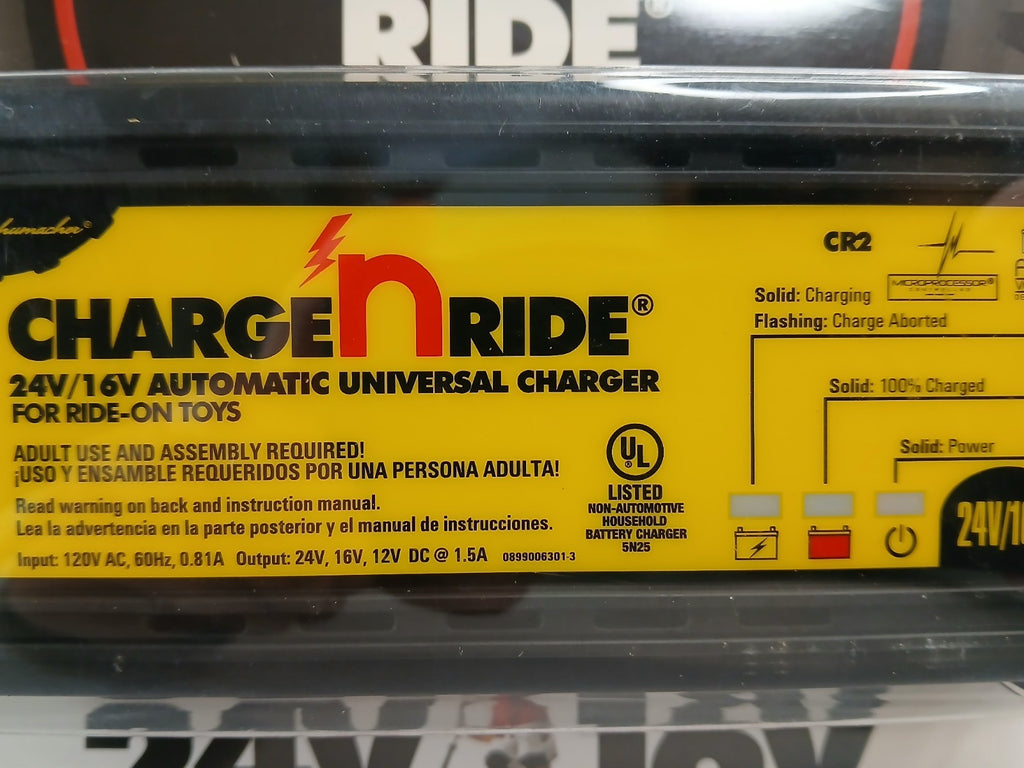 RIDE®
CHARGE'nRIDE®
24V/16V AUTOMATIC UNIVERSAL CHARGER
FOR RIDE-ON TOYS
ADULT USE AND ASSEMBLY REQUIRED!
¡USO Y ENSAMBLE REQUERIDOS POR UNA PERSONA ADULTA!
Read warning on back and instruction manual.
Lea la advertencia en la parte posterior y el manual de instrucciones.
Input: 120V AC, 60Hz, 0.81A Output: 24V, 16V, 12V DC @ 1.5A 0899006301-3
UL®
LISTED
NON-AUTOMOTIVE
HOUSEHOLD
BATTERY CHARGER
5N25
CR2
MICROPROCESSOR®
CONTROLLED
Solid: Charging
Flashing: Charge Aborted
Solid: 100% Charged
Solid: Power
24V/16